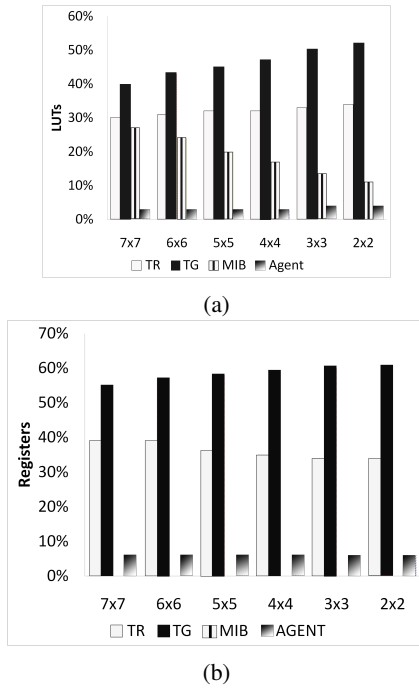 60%
50%
40%
30%
20%
10%
0%
LUTs
7x7 6x6 5x5 4x4 3x3 2x2
TR TG MIB Agent
(a)
70%
60%
50%
40%
30%
20%
10%
0%
Registers
7x7 6x6 5x5 4x4 3x3 2x2
TR TG MIB AGENT
(b)